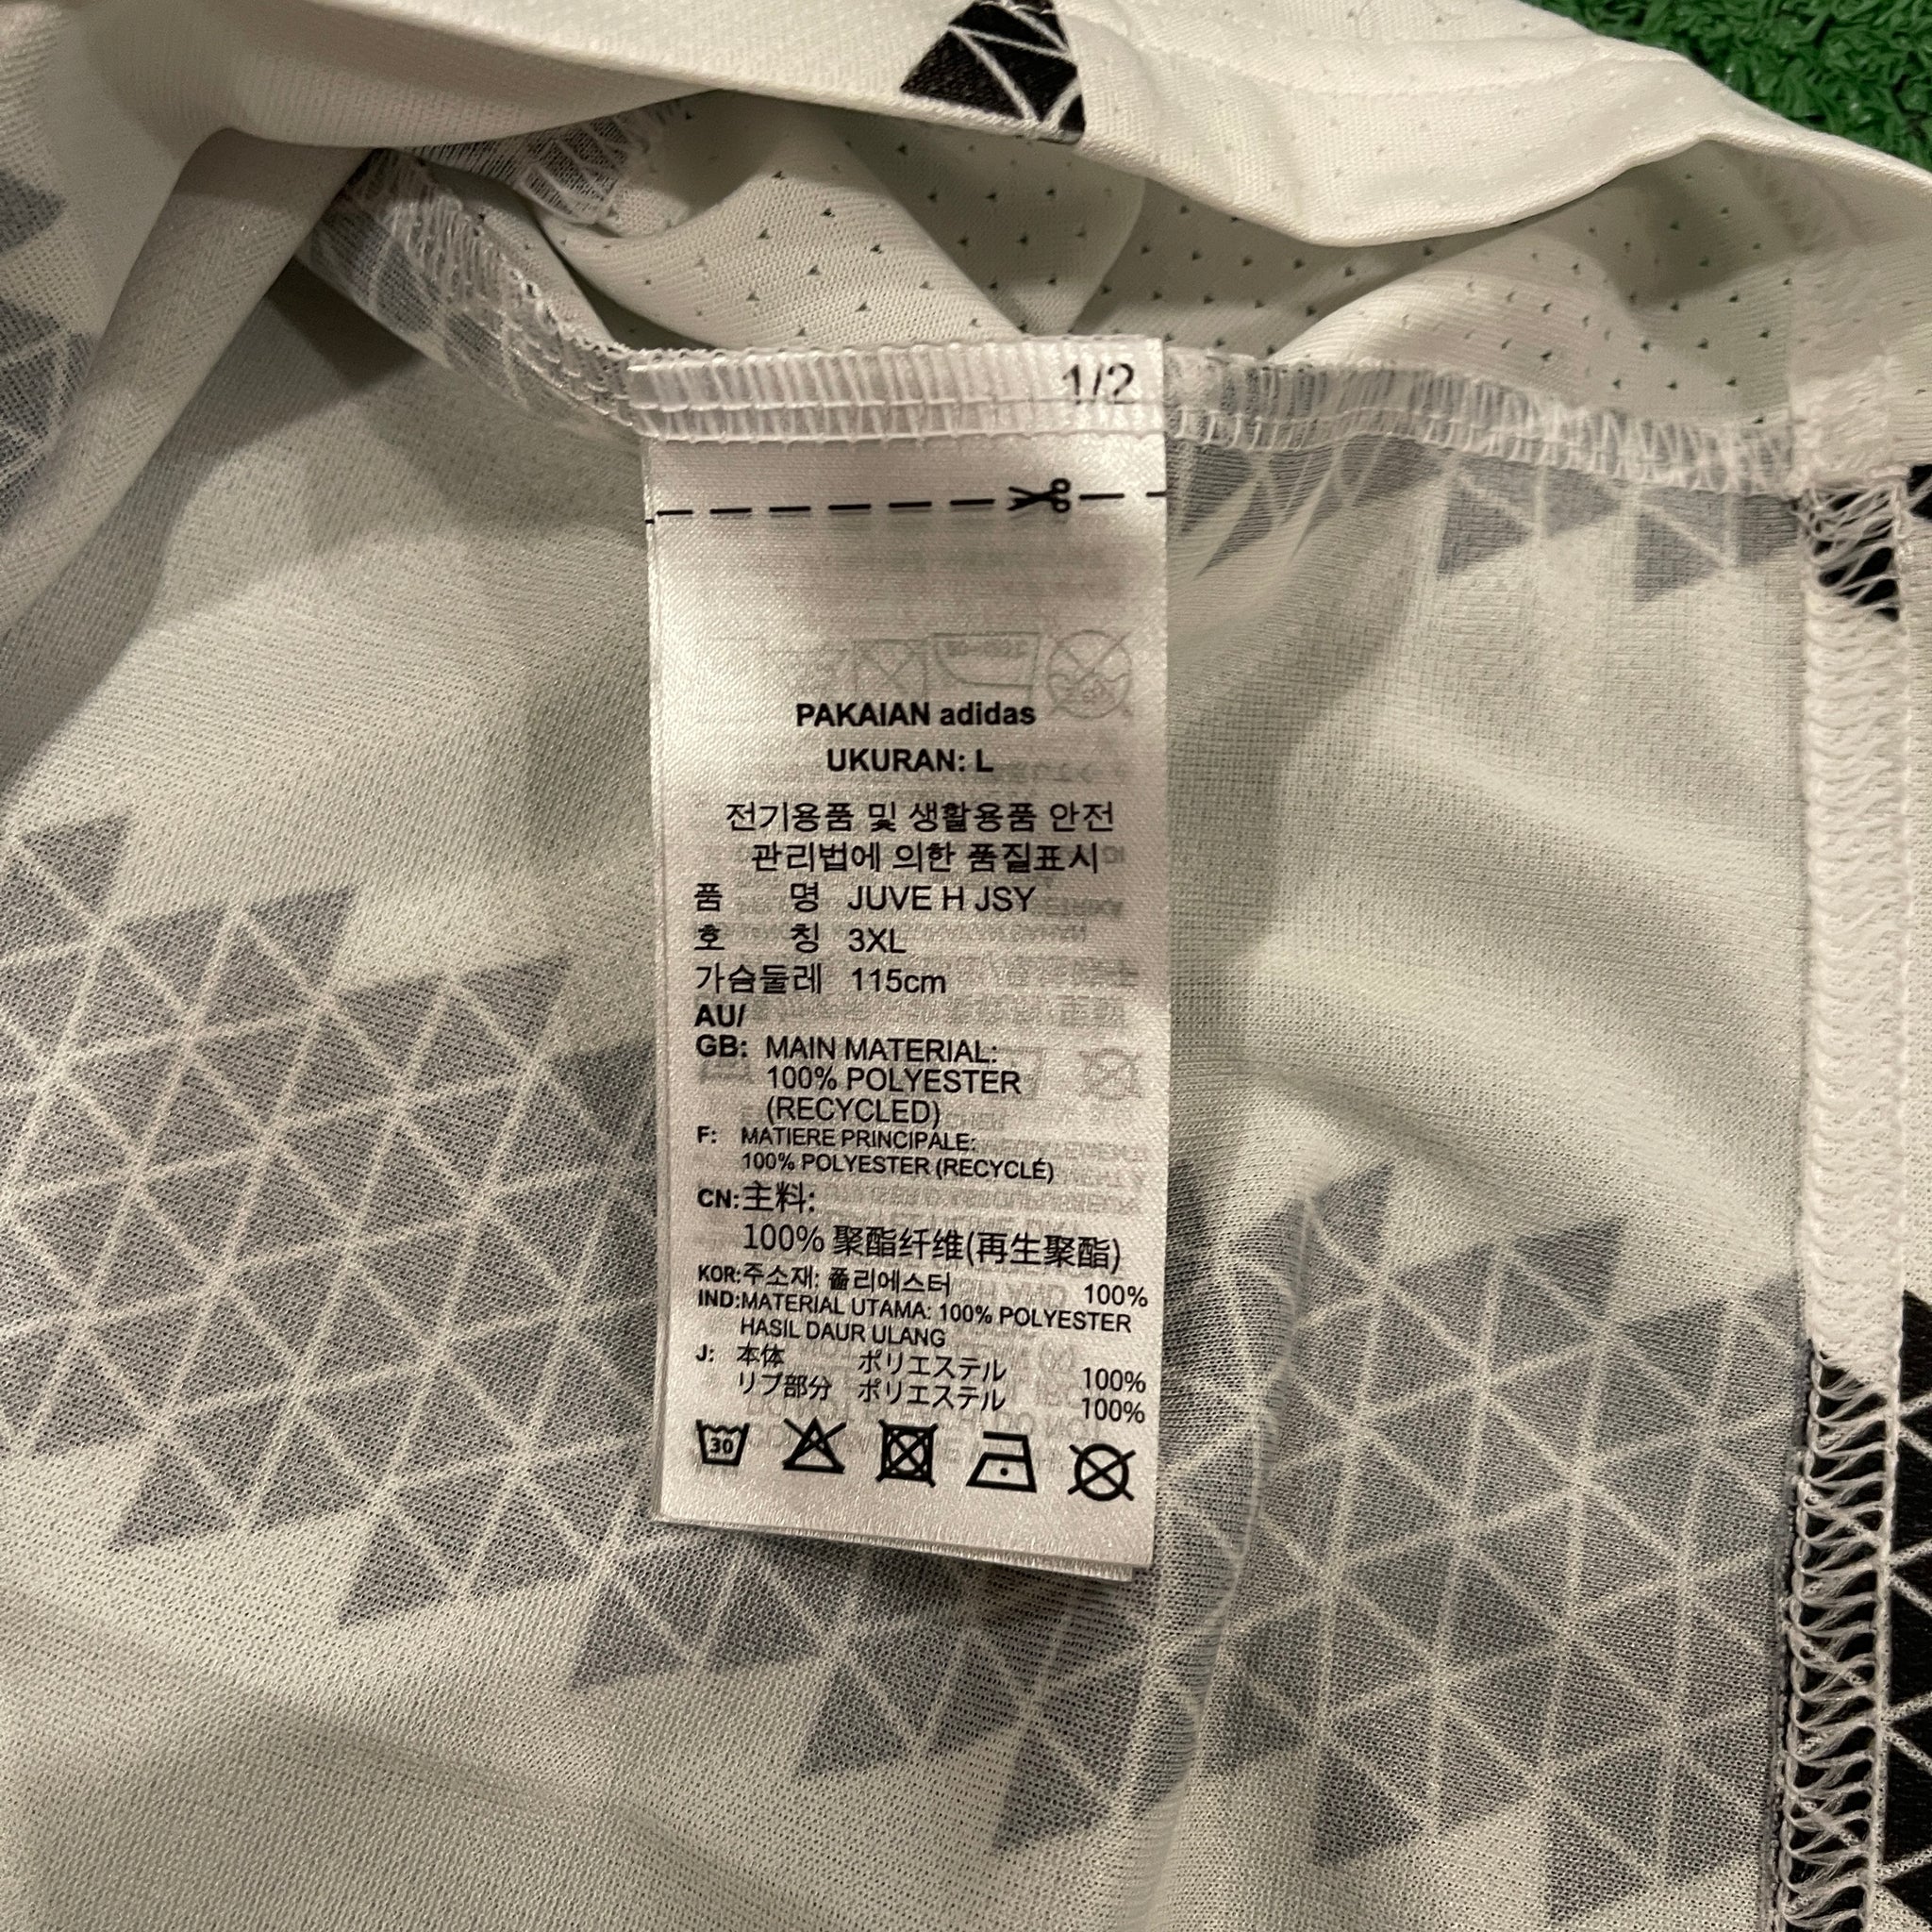 1/2
PAKAIAN adidas
UKURAN: L
전기용품 및 생활용품 안전
관리법에 의한 품질표시
품 명 JUVE H JSY
호 칭 3XL
가슴둘레 115cm
AU/
GB: MAIN MATERIAL:
100% POLYESTER
(RECYCLED)
F: MATIERE PRINCIPALE:
100% POLYESTER (RECYCLÉ)
CN:主料:
100% 聚酯纤维(再生聚酯)
KOR:주소재: 폴리에스터 100%
IND:MATERIAL UTAMA: 100% POLYESTER
HASIL DAUR ULANG
J: 本体 ポリエステル 100%
リブ部分 ポリエステル 100%
30